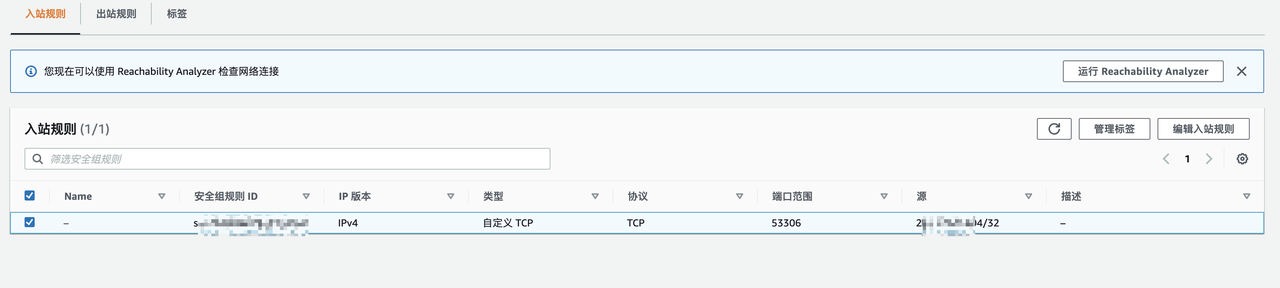 入站规则 出站规则 标签
您现在可以使用 Reachability Analyzer 检查网络连接 运行 Reachability Analyzer
入站规则 (1/1) 管理标签 编辑入站规则
筛选安全组规则 1
Name 安全组规则 ID IP 版本 类型 协议 端口范围 源 描述
– IPv4 自定义 TCP TCP 53306 /32 –